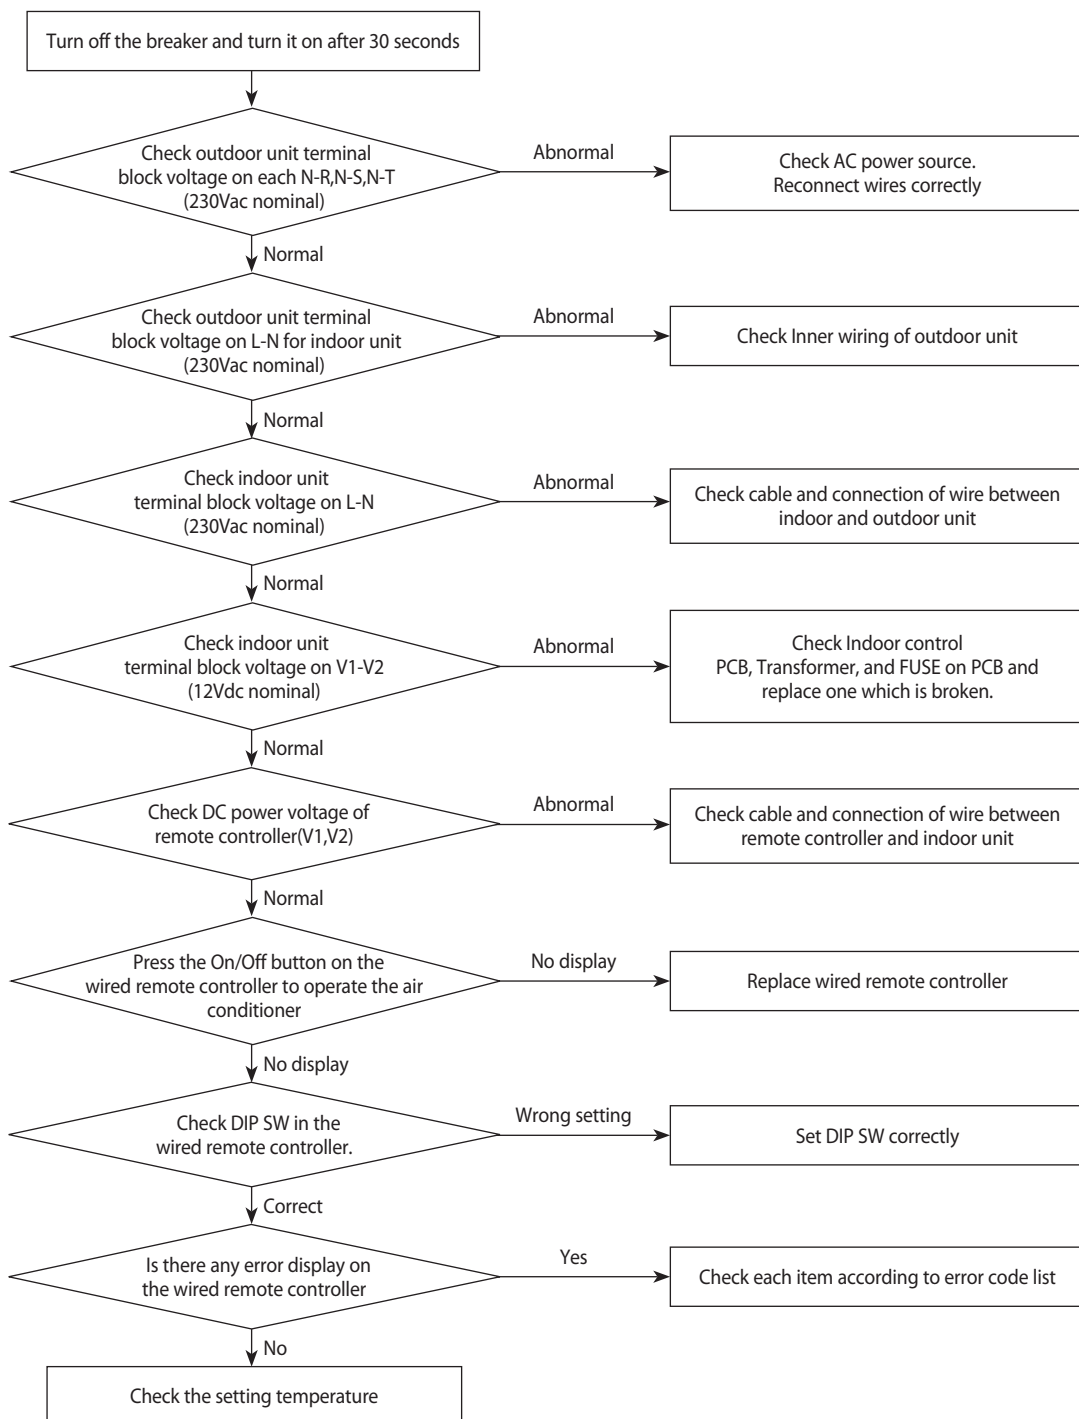 Turn off the breaker and turn it on after 30 seconds
Check outdoor unit terminal
block voltage on each N-R,N-S,N-T
(230Vac nominal)
Abnormal
Check AC power source.
Reconnect wires correctly
Normal
Check outdoor unit terminal
block voltage on L-N for indoor unit
(230Vac nominal)
Abnormal
Check Inner wiring of outdoor unit
Normal
Check indoor unit
terminal block voltage on L-N
(230Vac nominal)
Abnormal
Check cable and connection of wire between
indoor and outdoor unit
Normal
Check indoor unit
terminal block voltage on V1-V2
(12Vdc nominal)
Abnormal
Check Indoor control
PCB, Transformer, and FUSE on PCB and
replace one which is broken.
Normal
Check DC power voltage of
remote controller(V1,V2)
Abnormal
Check cable and connection of wire between
remote controller and indoor unit
Normal
Press the On/Off button on the
wired remote controller to operate the air
conditioner
No display
Replace wired remote controller
No display
Check DIP SW in the
wired remote controller.
Wrong setting
Set DIP SW correctly
Correct
Is there any error display on
the wired remote controller
Yes
Check each item according to error code list
No
Check the setting temperature